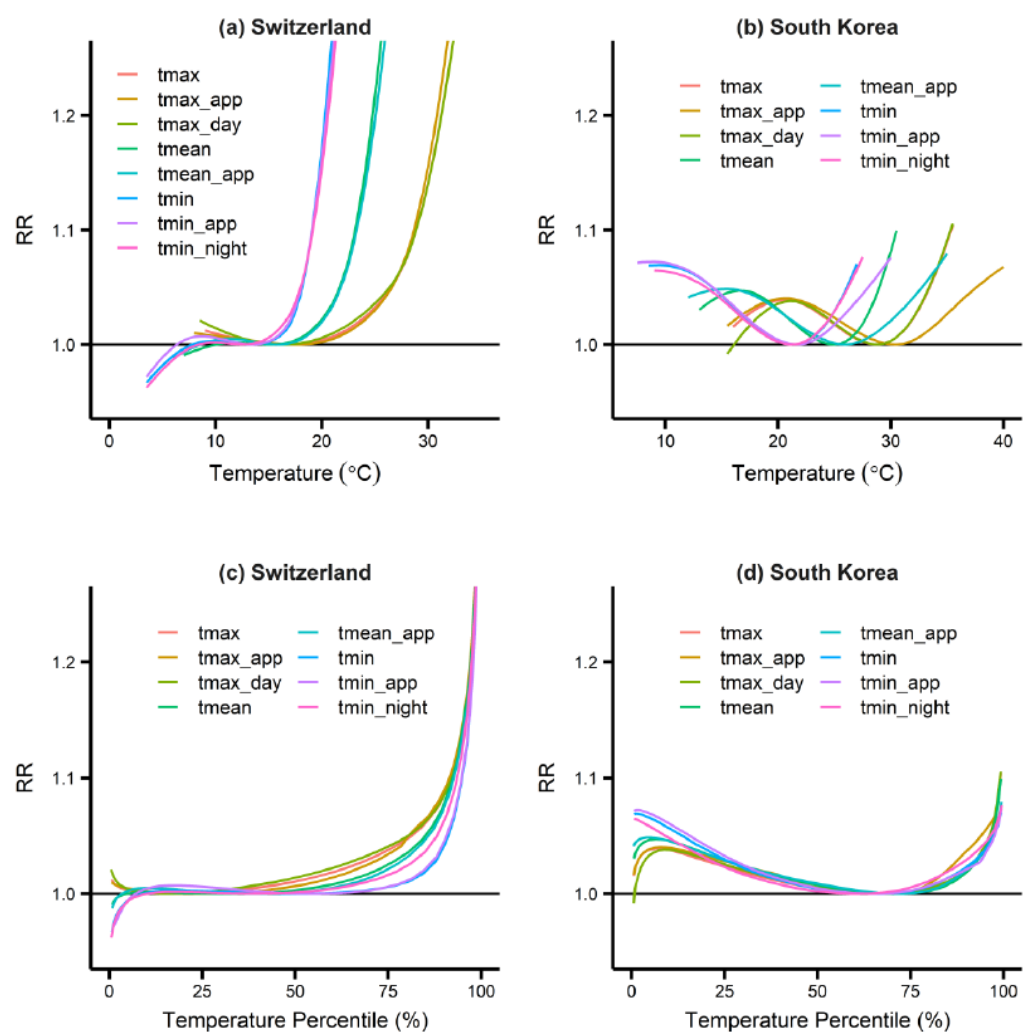 (a) Switzerland
tmax
tmax_app
tmax_day
tmean
tmean_app
tmin
tmin_app
tmin_night
1.2
1.1
1.0
RR
0 10 20 30
Temperature (°C)
(b) South Korea
tmax tmean_app
tmax_app tmin
tmax_day tmin_app
tmean tmin_night
1.2
1.1
1.0
RR
10 20 30 40
Temperature (°C)
(c) Switzerland
tmax tmean_app
tmax_app tmin
tmax_day tmin_app
tmean tmin_night
1.2
1.1
1.0
RR
0 25 50 75 100
Temperature Percentile (%)
(d) South Korea
tmax tmean_app
tmax_app tmin
tmax_day tmin_app
tmean tmin_night
1.2
1.1
1.0
RR
0 25 50 75 100
Temperature Percentile (%)